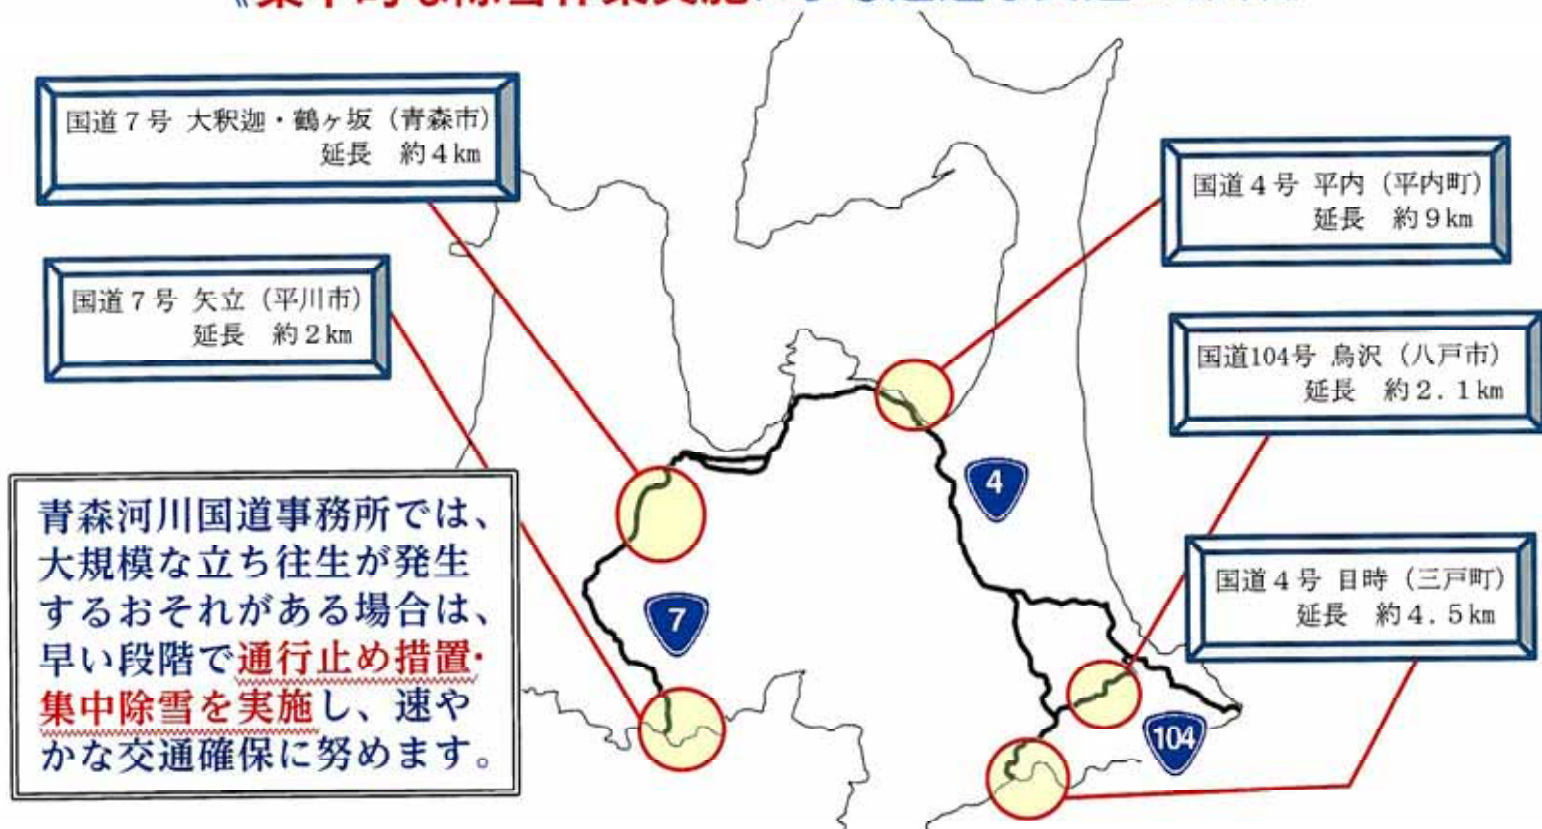 国道７号 大釈迦・鶴ヶ坂（青森市）
延長 約４km
国道７号 矢立（平川市）
延長 約２km
国道４号 平内（平内町）
延長 約９km
国道104号 鳥沢（八戸市）
延長 約２.１km
国道４号 目時（三戸町）
延長 約４.５km
4
7
104
青森河川国道事務所では、
大規模な立ち往生が発生
するおそれがある場合は、
早い段階で通行止め措置・
集中除雪を実施し、速や
かな交通確保に努めます。